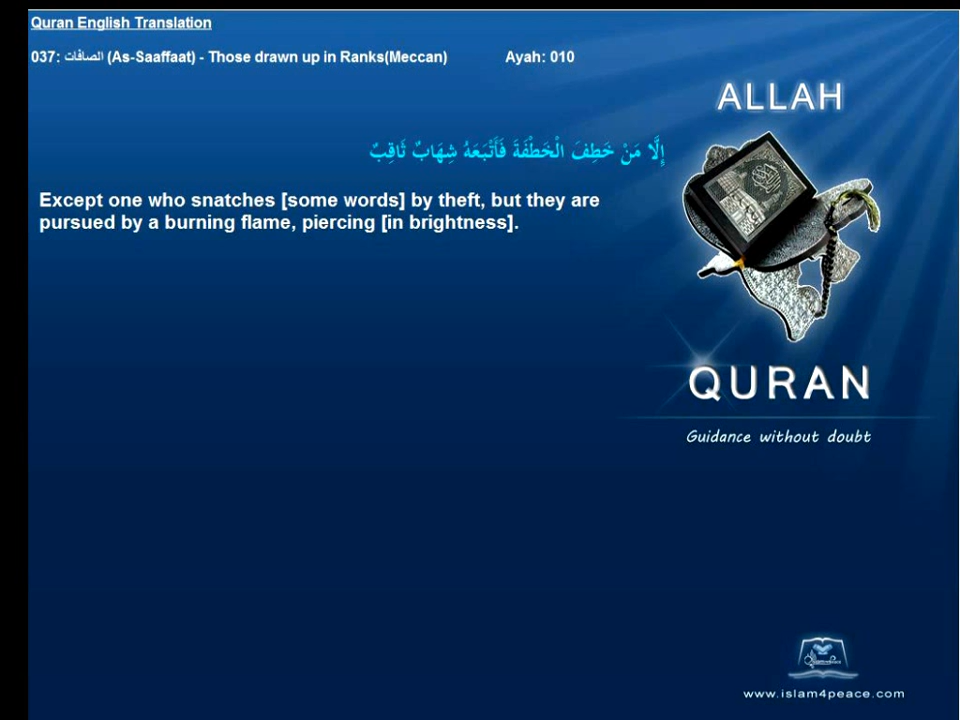 Quran English Translation
037: الصافات (As-Saaffaat) - Those drawn up in Ranks(Meccan) Ayah: 010
ALLAH
إِلَّا مَنْ خَطِفَ الْخَطْفَةَ فَأَتْبَعَهُ شِهَابٌ ثَاقِبٌ
Except one who snatches [some words] by theft, but they are
pursued by a burning flame, piercing [in brightness].
QURAN
Guidance without doubt
www.islam4peace.com